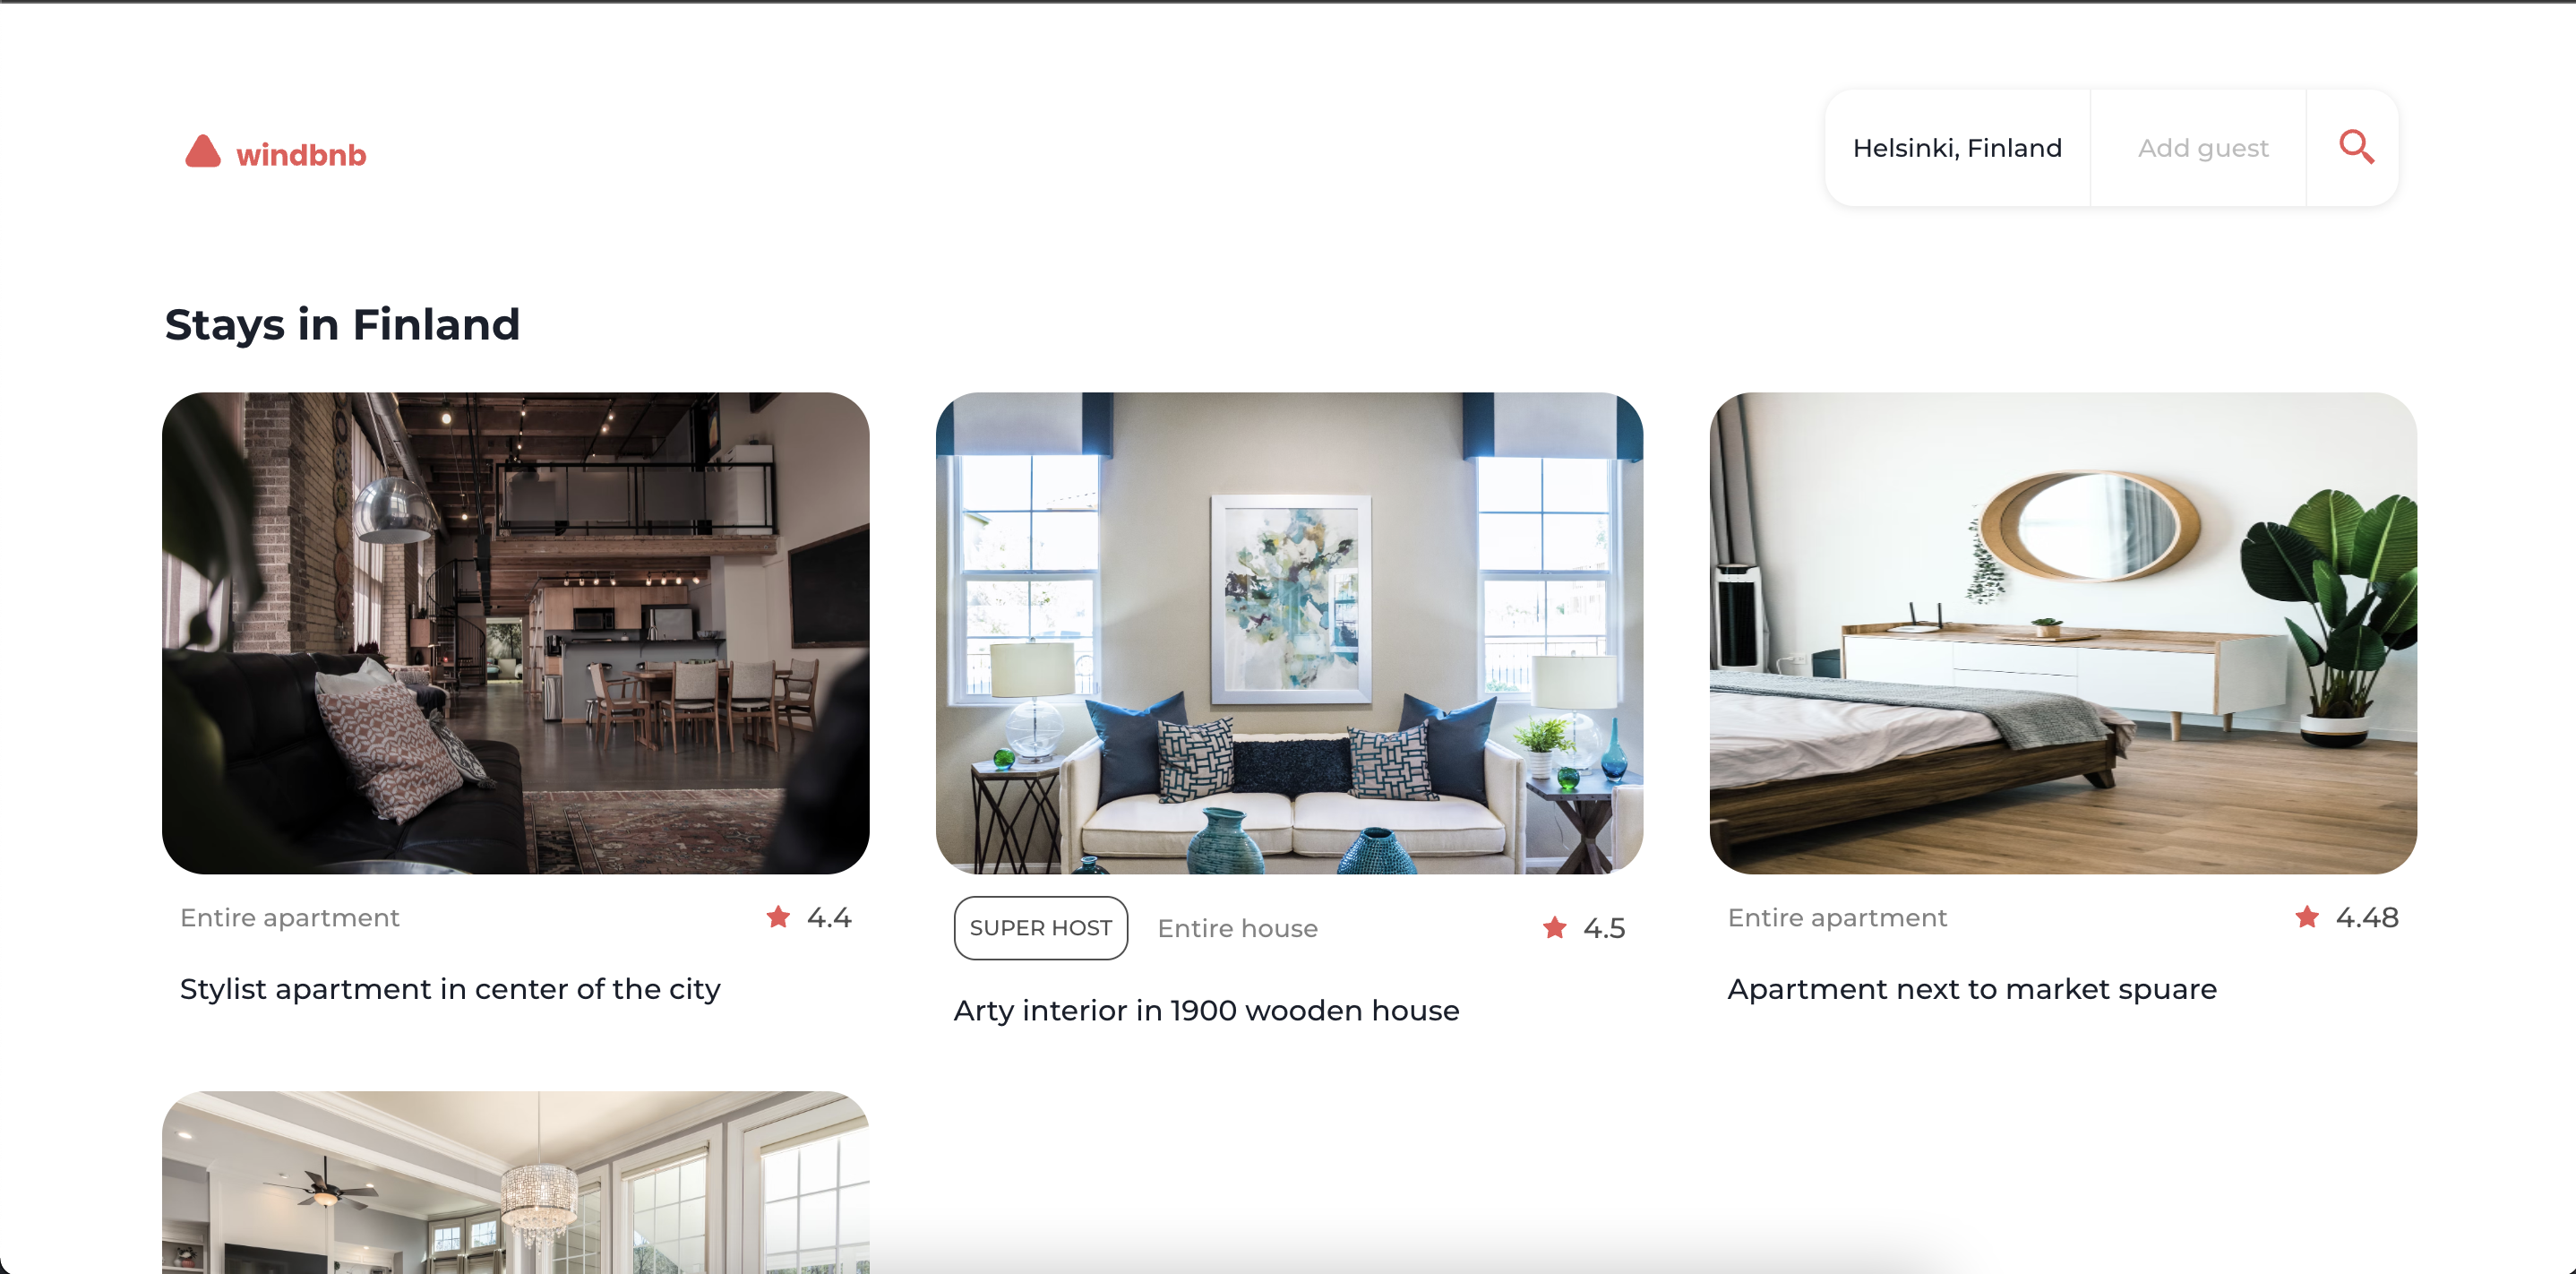 windbnb
Helsinki, Finland
Add guest
Stays in Finland
Entire apartment
4.4
Stylist apartment in center of the city
SUPER HOST
Entire house
4.5
Arty interior in 1900 wooden house
Entire apartment
4.48
Apartment next to market spuare